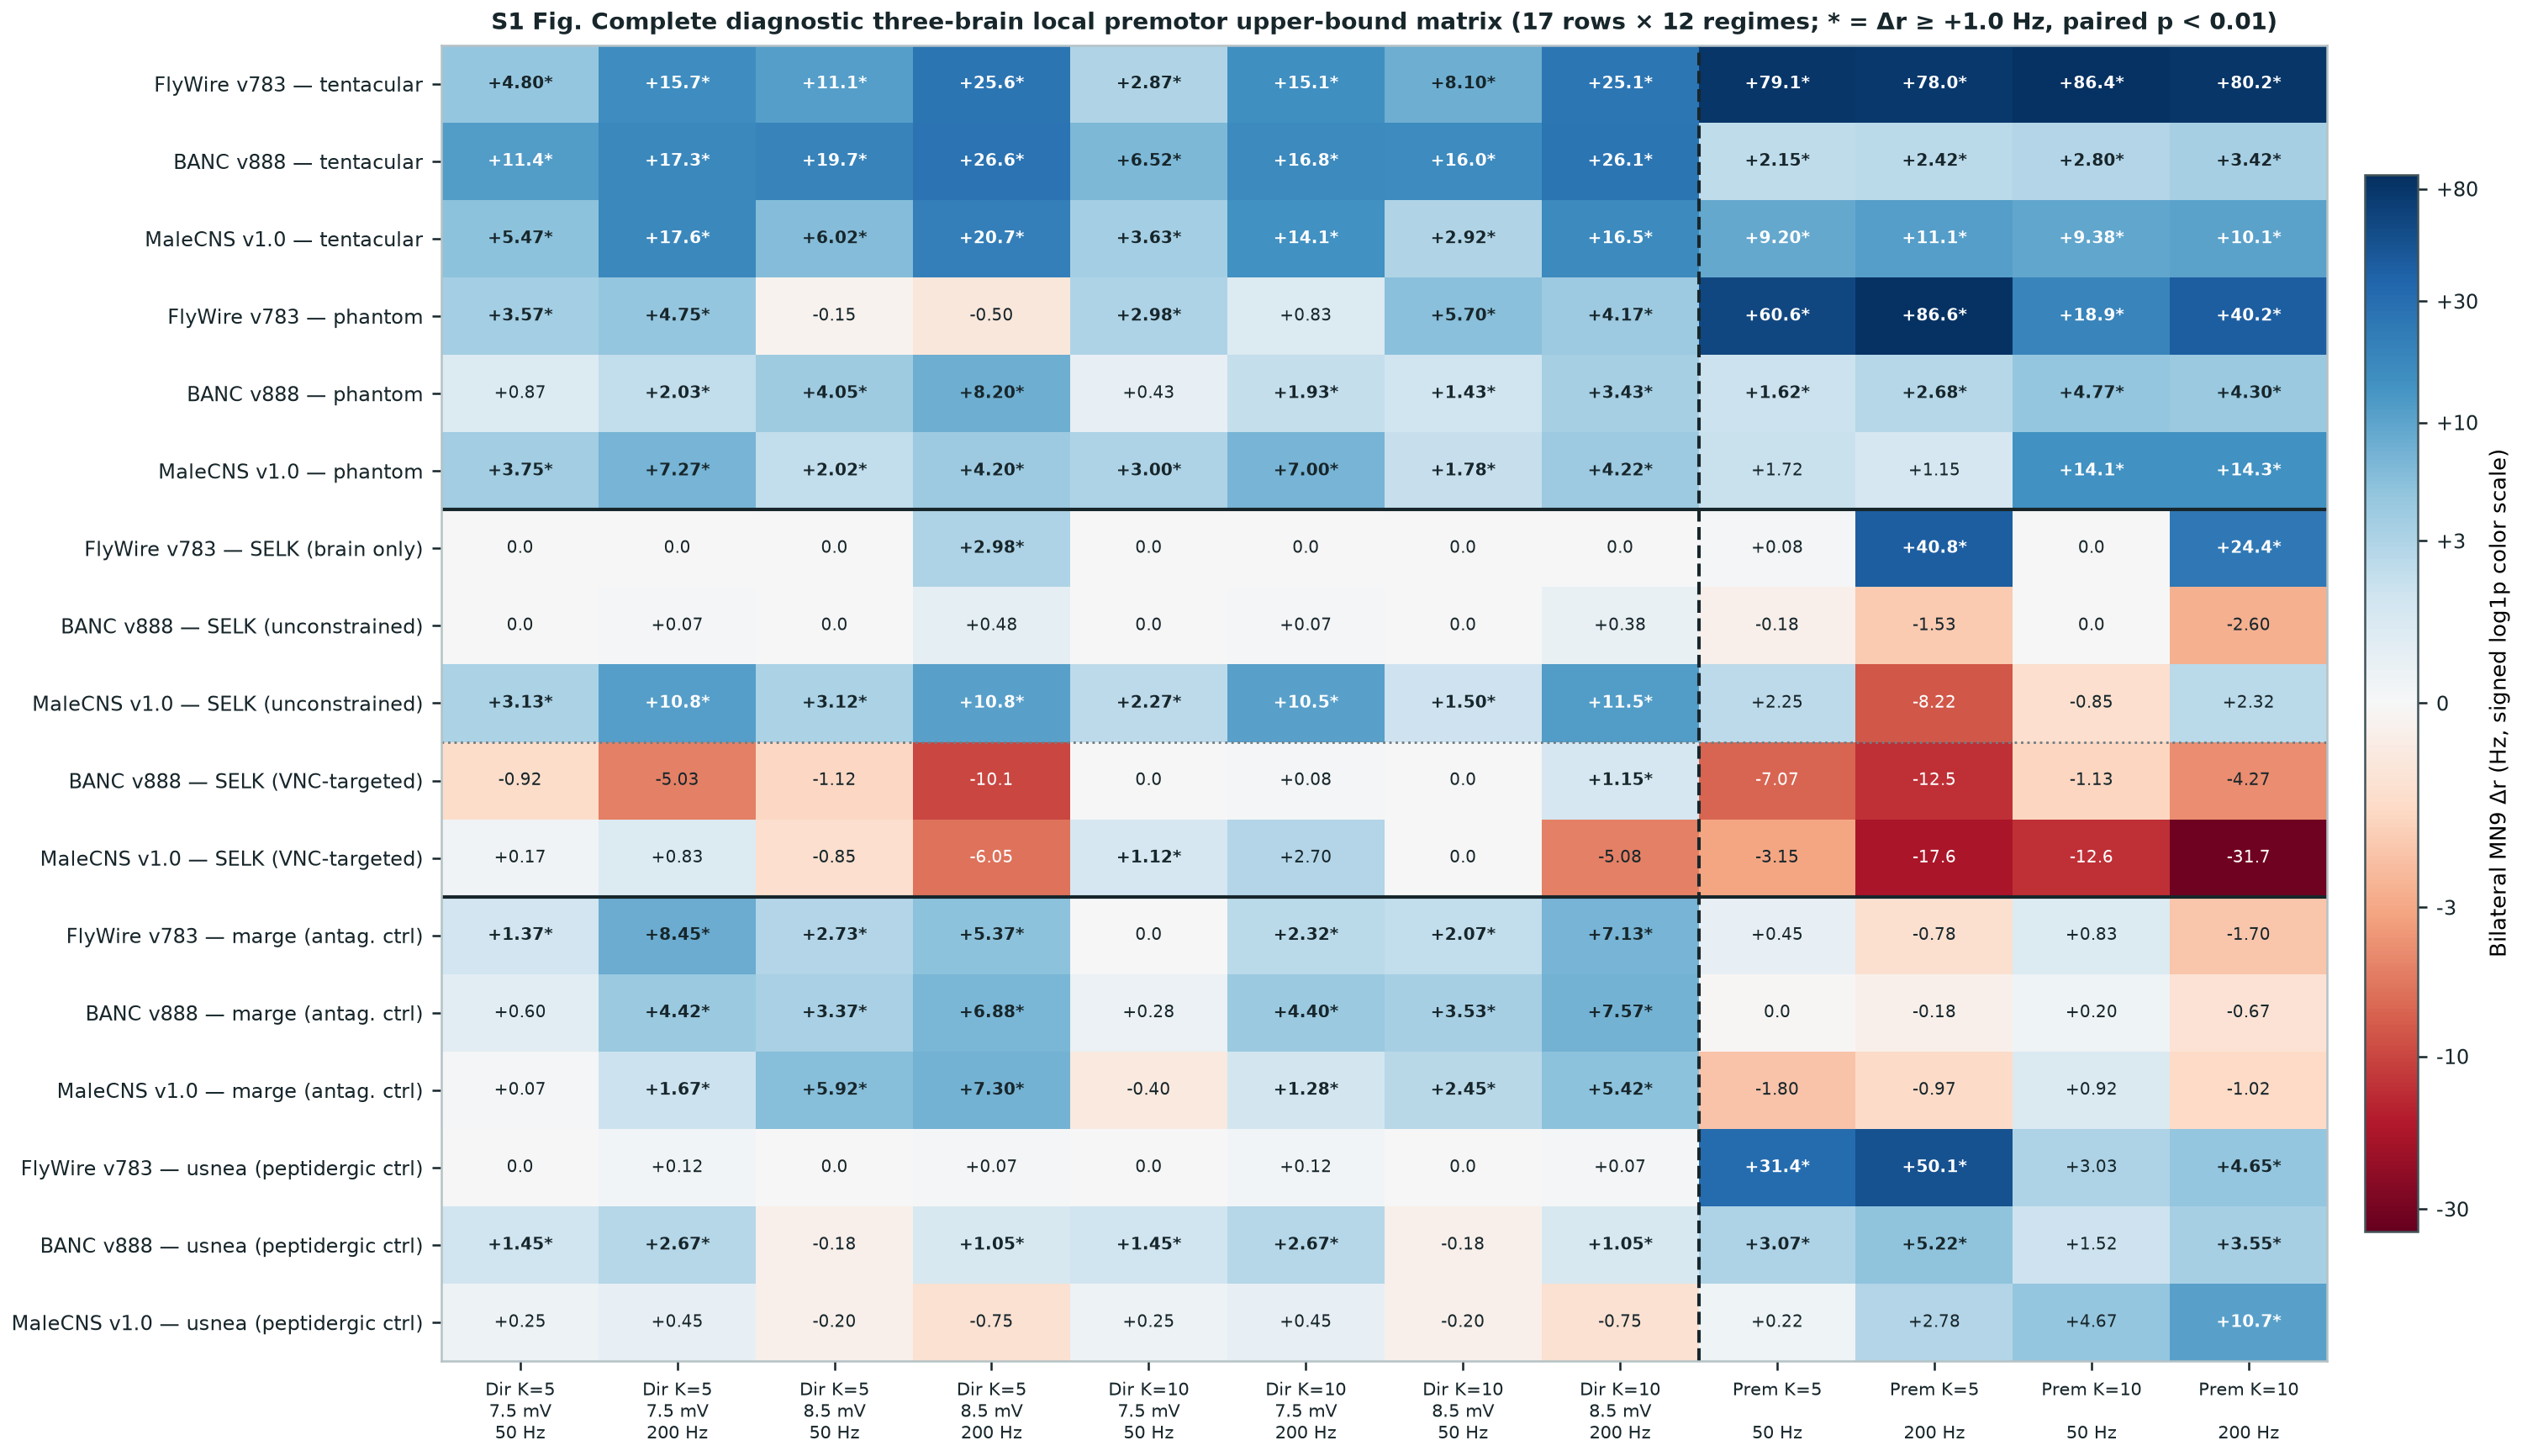 S1 Fig. Complete diagnostic three-brain local premotor upper-bound matrix (17 rows × 12 regimes; * = Δr ≥ +1.0 Hz, paired p < 0.01)
FlyWire v783 — tentacular +4.80* +15.7* +11.1* +25.6* +2.87* +15.1* +8.10* +25.1* +79.1* +78.0* +86.4* +80.2*
BANC v888 — tentacular +11.4* +17.3* +19.7* +26.6* +6.52* +16.8* +16.0* +26.1* +2.15* +2.42* +2.80* +3.42*
MaleCNS v1.0 — tentacular +5.47* +17.6* +6.02* +20.7* +3.63* +14.1* +2.92* +16.5* +9.20* +11.1* +9.38* +10.1*
FlyWire v783 — phantom +3.57* +4.75* -0.15 -0.50 +2.98* +0.83 +5.70* +4.17* +60.6* +86.6* +18.9* +40.2*
BANC v888 — phantom +0.87 +2.03* +4.05* +8.20* +0.43 +1.93* +1.43* +3.43* +1.62* +2.68* +4.77* +4.30*
MaleCNS v1.0 — phantom +3.75* +7.27* +2.02* +4.20* +3.00* +7.00* +1.78* +4.22* +1.72 +1.15 +14.1* +14.3*
FlyWire v783 — SELK (brain only) 0.0 0.0 0.0 +2.98* 0.0 0.0 0.0 0.0 +0.08 +40.8* 0.0 +24.4*
BANC v888 — SELK (unconstrained) 0.0 +0.07 0.0 +0.48 0.0 +0.07 0.0 +0.38 -0.18 -1.53 0.0 -2.60
MaleCNS v1.0 — SELK (unconstrained) +3.13* +10.8* +3.12* +10.8* +2.27* +10.5* +1.50* +11.5* +2.25 -8.22 -0.85 +2.32
BANC v888 — SELK (VNC-targeted) -0.92 -5.03 -1.12 -10.1 0.0 +0.08 0.0 +1.15* -7.07 -12.5 -1.13 -4.27
MaleCNS v1.0 — SELK (VNC-targeted) +0.17 +0.83 -0.85 -6.05 +1.12* +2.70 0.0 -5.08 -3.15 -17.6 -12.6 -31.7
FlyWire v783 — marge (antag. ctrl) +1.37* +8.45* +2.73* +5.37* 0.0 +2.32* +2.07* +7.13* +0.45 -0.78 +0.83 -1.70
BANC v888 — marge (antag. ctrl) +0.60 +4.42* +3.37* +6.88* +0.28 +4.40* +3.53* +7.57* 0.0 -0.18 +0.20 -0.67
MaleCNS v1.0 — marge (antag. ctrl) +0.07 +1.67* +5.92* +7.30* -0.40 +1.28* +2.45* +5.42* -1.80 -0.97 +0.92 -1.02
FlyWire v783 — usnea (peptidergic ctrl) 0.0 +0.12 0.0 +0.07 0.0 +0.12 0.0 +0.07 +31.4* +50.1* +3.03 +4.65*
BANC v888 — usnea (peptidergic ctrl) +1.45* +2.67* -0.18 +1.05* +1.45* +2.67* -0.18 +1.05* +3.07* +5.22* +1.52 +3.55*
MaleCNS v1.0 — usnea (peptidergic ctrl) +0.25 +0.45 -0.20 -0.75 +0.25 +0.45 -0.20 -0.75 +0.22 +2.78 +4.67 +10.7*
Dir K=5 Dir K=5 Dir K=5 Dir K=5 Dir K=10 Dir K=10 Dir K=10 Dir K=10 Prem K=5 Prem K=5 Prem K=10 Prem K=10
7.5 mV 7.5 mV 8.5 mV 8.5 mV 7.5 mV 7.5 mV 8.5 mV 8.5 mV
50 Hz 200 Hz 50 Hz 200 Hz 50 Hz 200 Hz 50 Hz 200 Hz 50 Hz 200 Hz 50 Hz 200 Hz
+80
+30
+10
+3
0
-3
-10
-30
Bilateral MN9 Δr (Hz, signed log1p color scale)